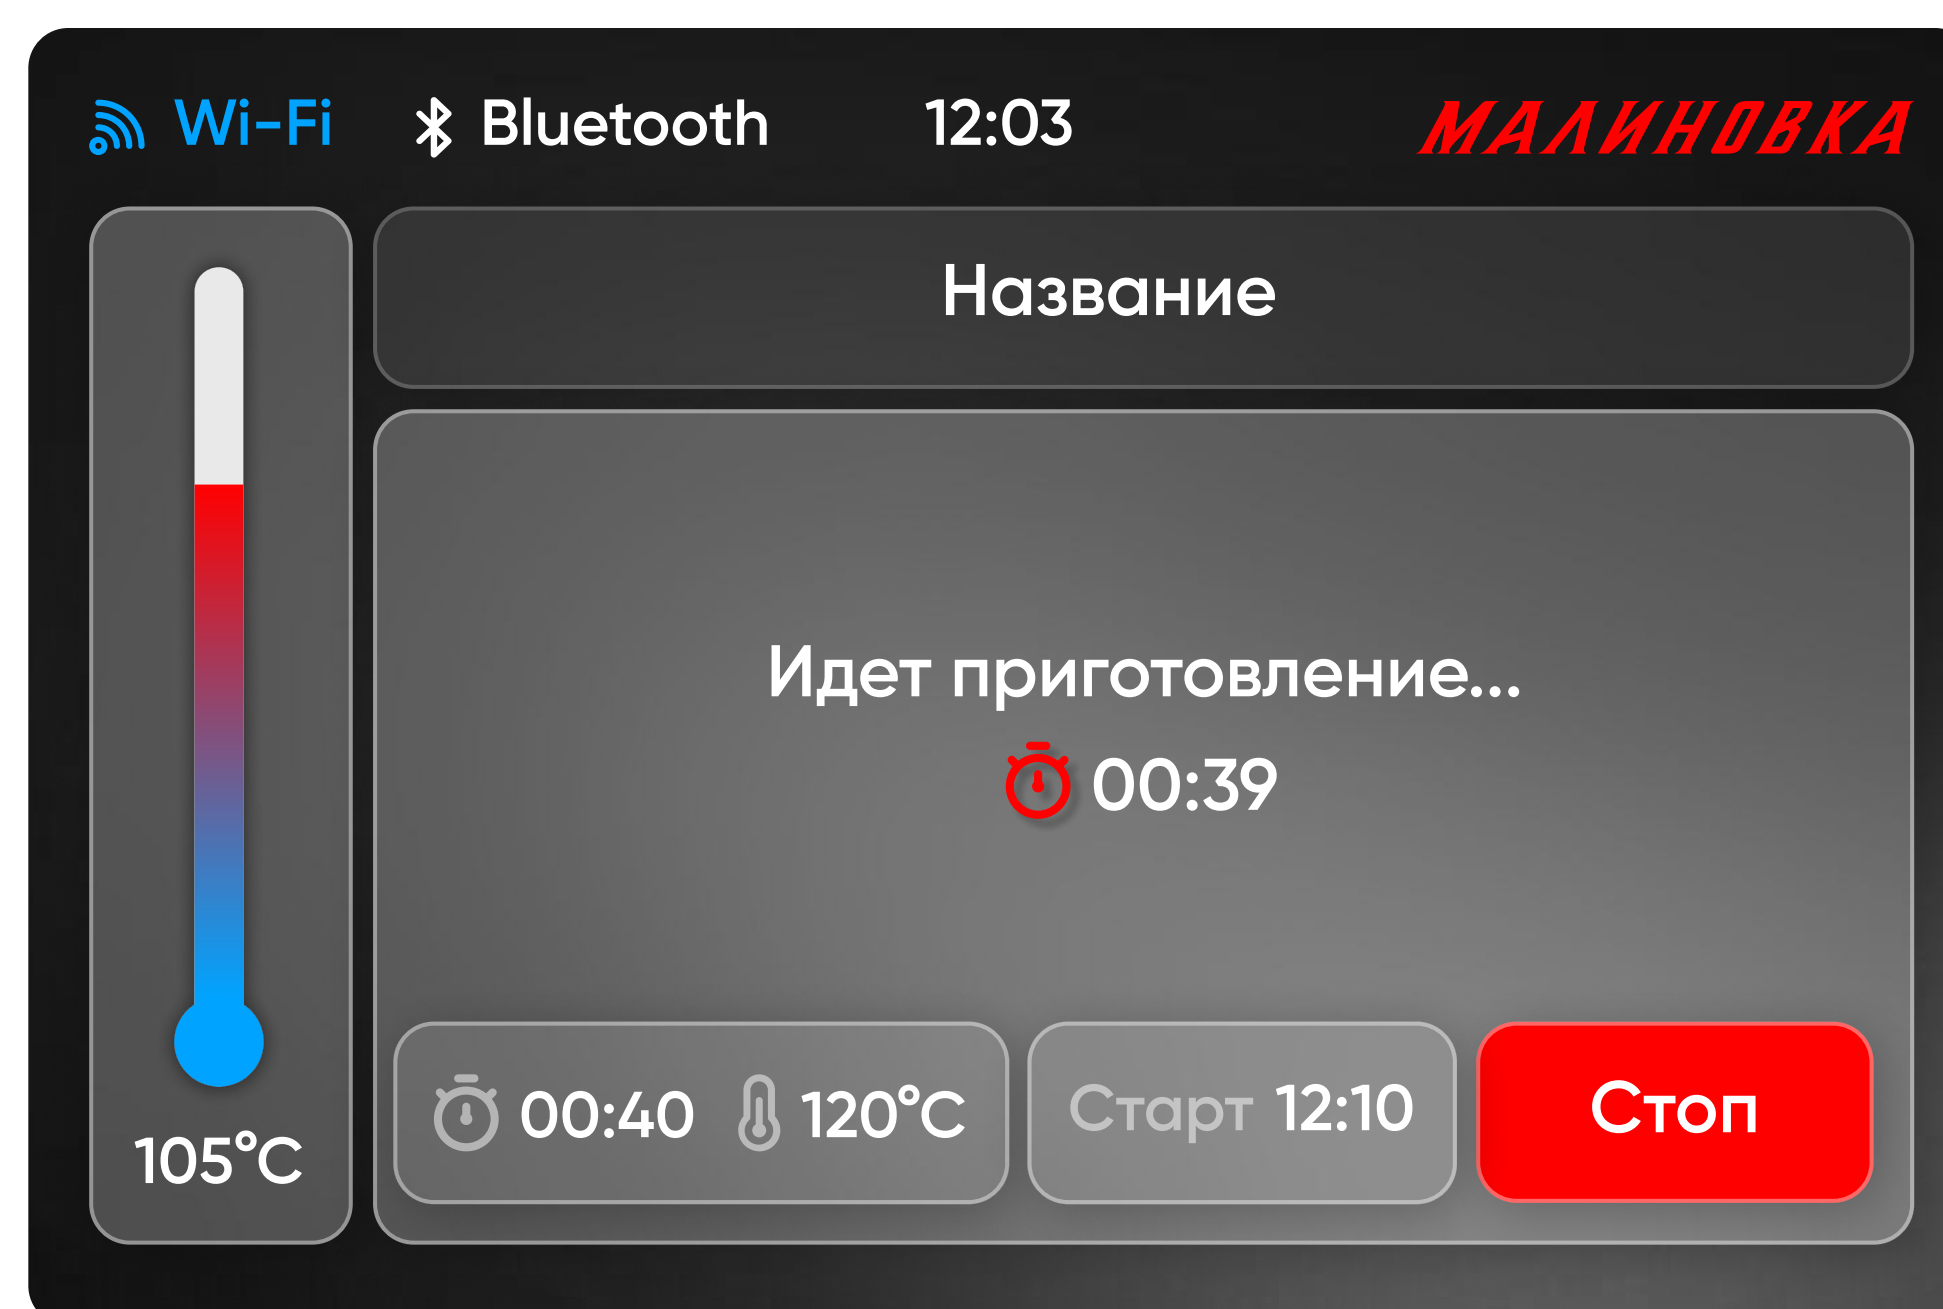 Wi-Fi Bluetooth 12:03 МАЛИНОВКА
Название
Идет приготовление...
00:39
00:40 120°C Старт 12:10 Стоп
105°C